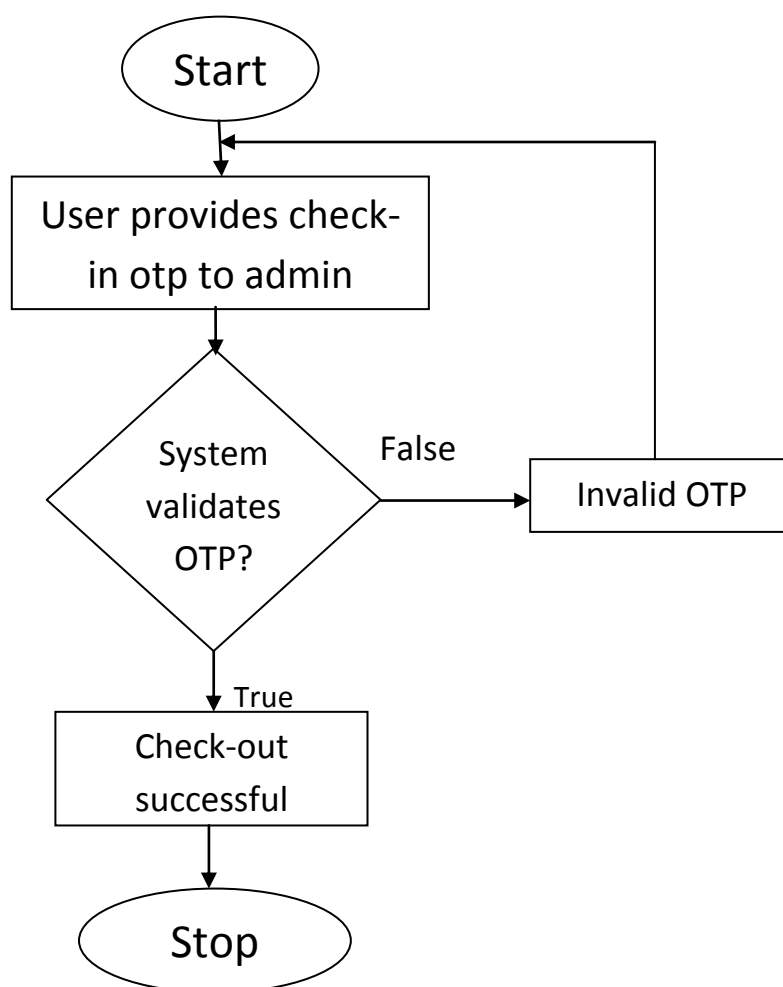 Start
User provides check-
in otp to admin
System
validates
OTP?
False
Invalid OTP
True
Check-out
successful
Stop